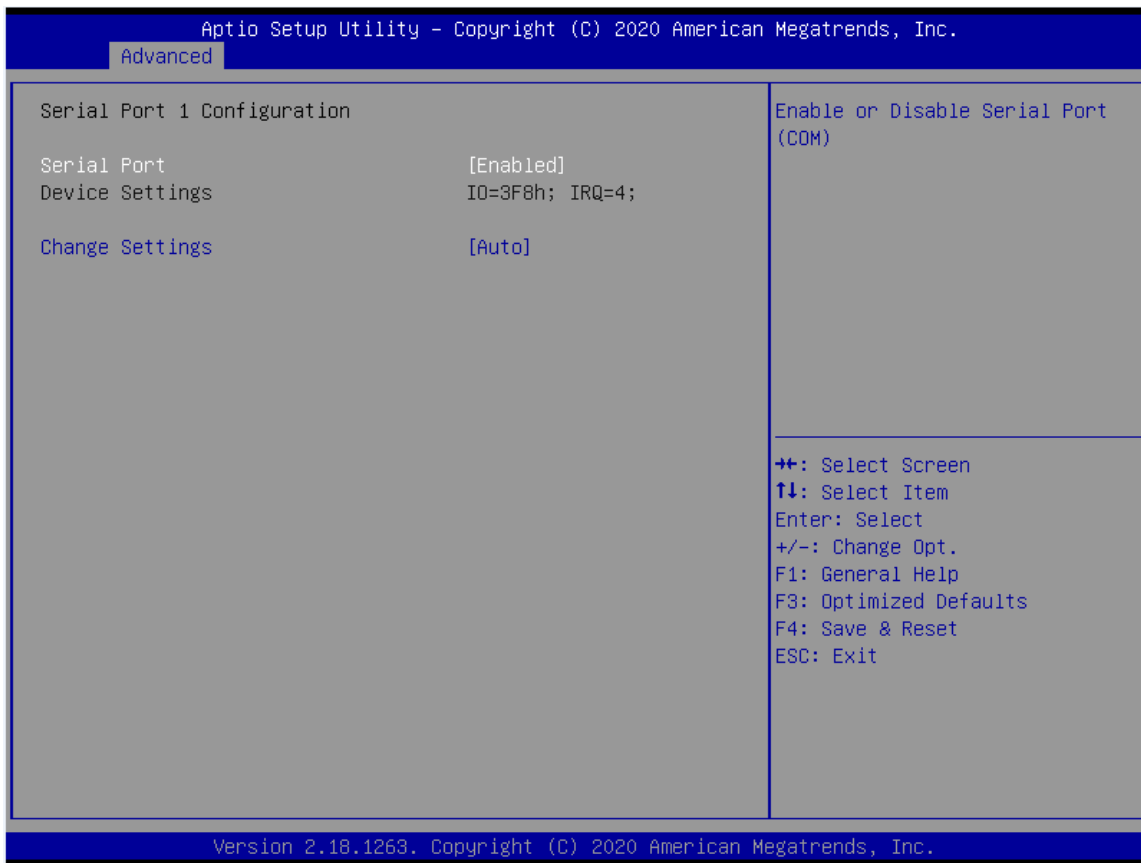 Aptio Setup Utility – Copyright (C) 2020 American Megatrends, Inc.
Advanced
Serial Port 1 Configuration
Serial Port [Enabled]
Device Settings IO=3F8h; IRQ=4;
Change Settings [Auto]
Enable or Disable Serial Port
(COM)
→←: Select Screen
↑↓: Select Item
Enter: Select
+/-: Change Opt.
F1: General Help
F3: Optimized Defaults
F4: Save & Reset
ESC: Exit
Version 2.18.1263. Copyright (C) 2020 American Megatrends, Inc.